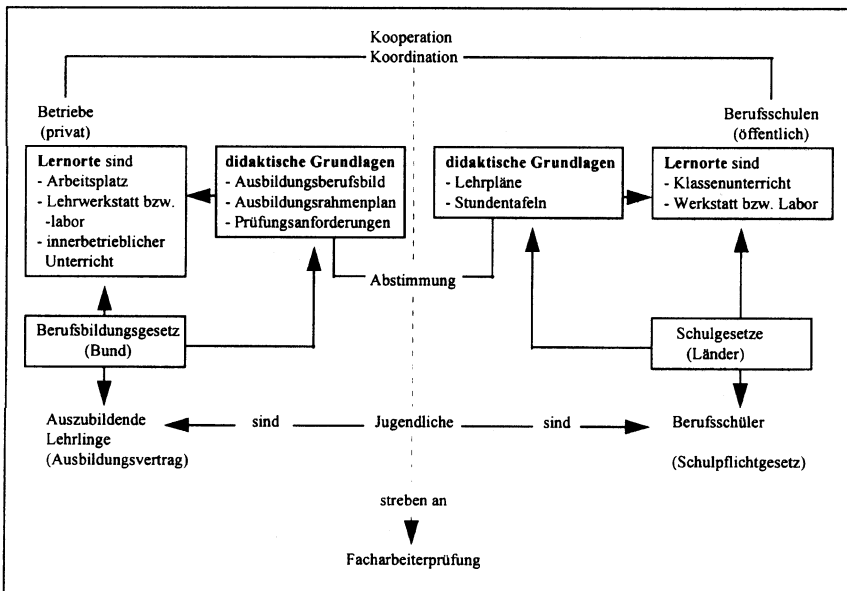 Kooperation
Koordination
Betriebe
(privat)
Berufsschulen
(öffentlich)
Lernorte sind
- Arbeitsplatz
- Lehrwerkstatt bzw.
-labor
- innerbetrieblicher
Unterricht
didaktische Grundlagen
- Ausbildungsberufsbild
- Ausbildungsrahmenplan
- Prüfungsanforderungen
didaktische Grundlagen
- Lehrpläne
- Stundentafeln
Lernorte sind
- Klassenunterricht
- Werkstatt bzw. Labor
Abstimmung
Berufsbildungsgesetz
(Bund)
Schulgesetze
(Länder)
Auszubildende
Lehrlinge
(Ausbildungsvertrag)
sind
Jugendliche
sind
Berufsschüler
(Schulpflichtgesetz)
streben an
Facharbeiterprüfung